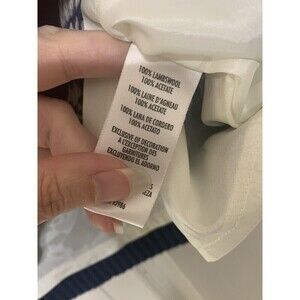 100% LAMBSWOOL
100% ACETATE
100% LAINE D'AGNEAU
100% ACETATE
100% LANA DE CORDERO
100% ACETATO
EXCLUSIVE OF DECORATION
A L'EXCEPTION DES
GARNITURES
EXCLUYENDO EL ADORNO